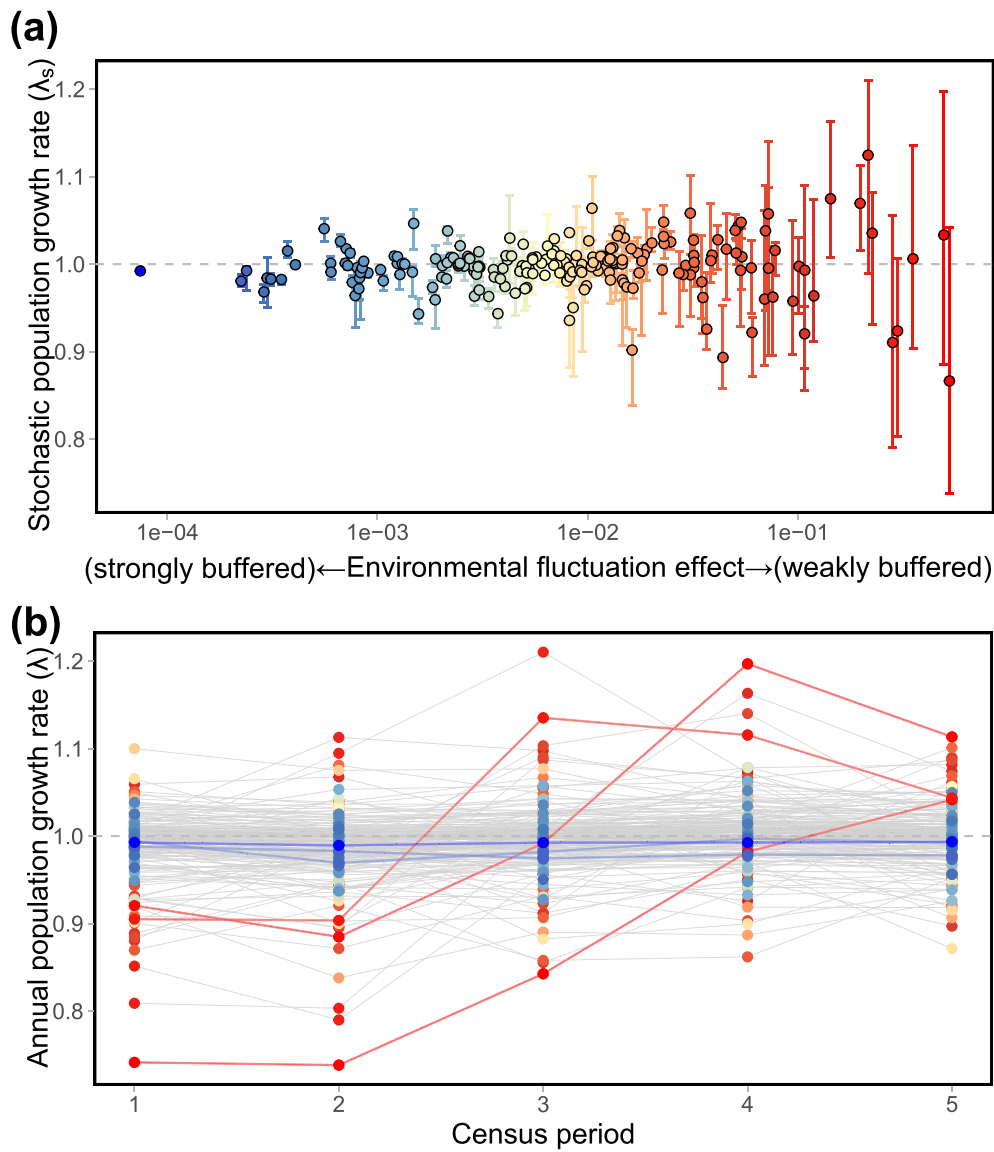 (a)
Stochastic population growth rate (λs)
1.2
1.1
1.0
0.9
0.8
1e−04
1e−03
1e−02
1e−01
(strongly buffered)←Environmental fluctuation effect→(weakly buffered)
(b)
Annual population growth rate (λ)
1.2
1.1
1.0
0.9
0.8
1
2
3
4
5
Census period